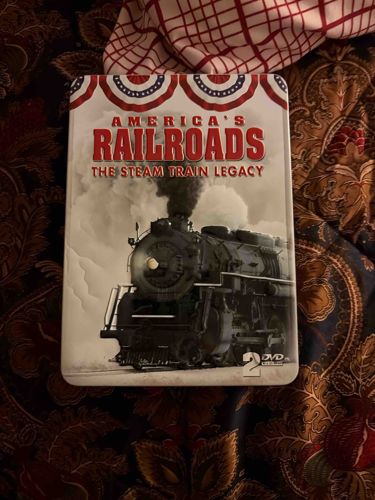 AMERICA'S
RAILROADS
THE STEAM TRAIN LEGACY
2 DVD